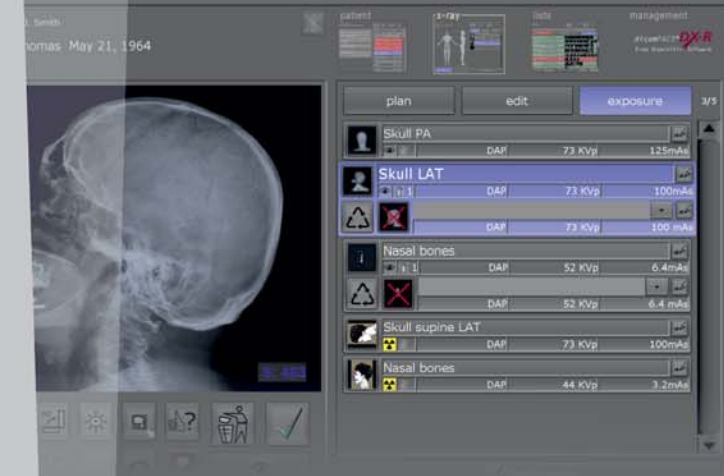 patient
x-ray
lists
management
Smith
homas May 21, 1964
dicomPACS® DX-R
plan
edit
exposure
3/5
Skull PA
DAP 73 KVp 125mAs
Skull LAT
1 DAP 73 KVp 100mAs
DAP 73 KVp 100 mAs
Nasal bones
1 DAP 52 KVp 6.4mAs
DAP 52 KVp 6.4 mAs
Skull supine LAT
DAP 73 KVp 100mAs
Nasal bones
DAP 44 KVp 3.2mAs
?